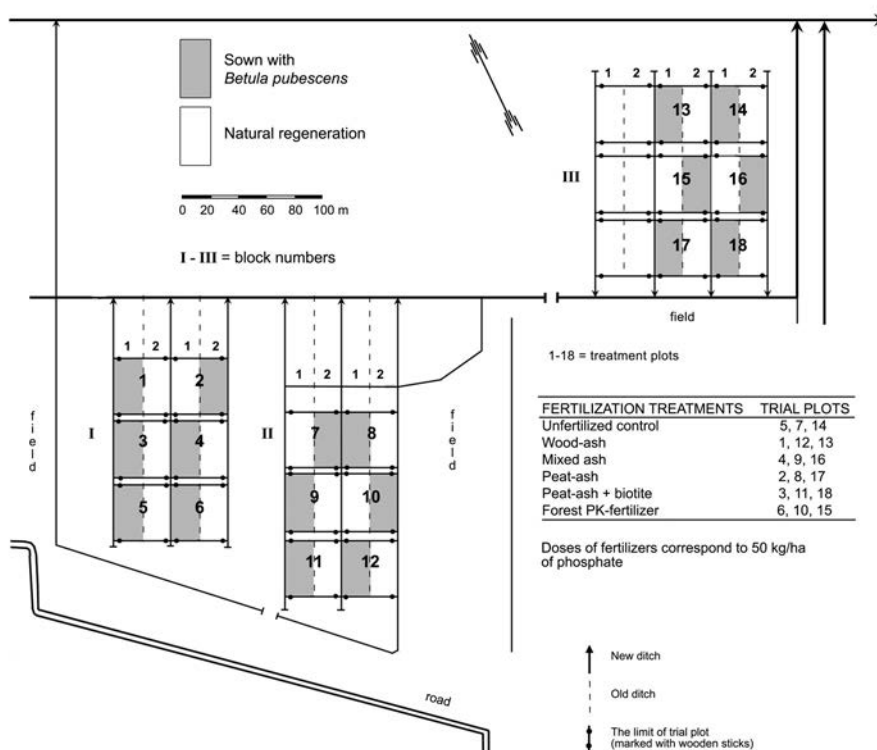 Sown with
Betula pubescens
Natural regeneration
0 20 40 60 80 100 m
I - III = block numbers
1 2 1 2
13 14
III
15 16
17 18
field
1-18 = treatment plots
1 2 1 2
1 2
I
3 4
5 6
field
1 2 1 2
7 8
II
9 10
11 12
field
FERTILIZATION TREATMENTS TRIAL PLOTS
Unfertilized control 5, 7, 14
Wood-ash 1, 12, 13
Mixed ash 4, 9, 16
Peat-ash 2, 8, 17
Peat-ash + biotite 3, 11, 18
Forest PK-fertilizer 6, 10, 15
Doses of fertilizers correspond to 50 kg/ha
of phosphate
road
New ditch
Old ditch
The limit of trial plot
(marked with wooden sticks)